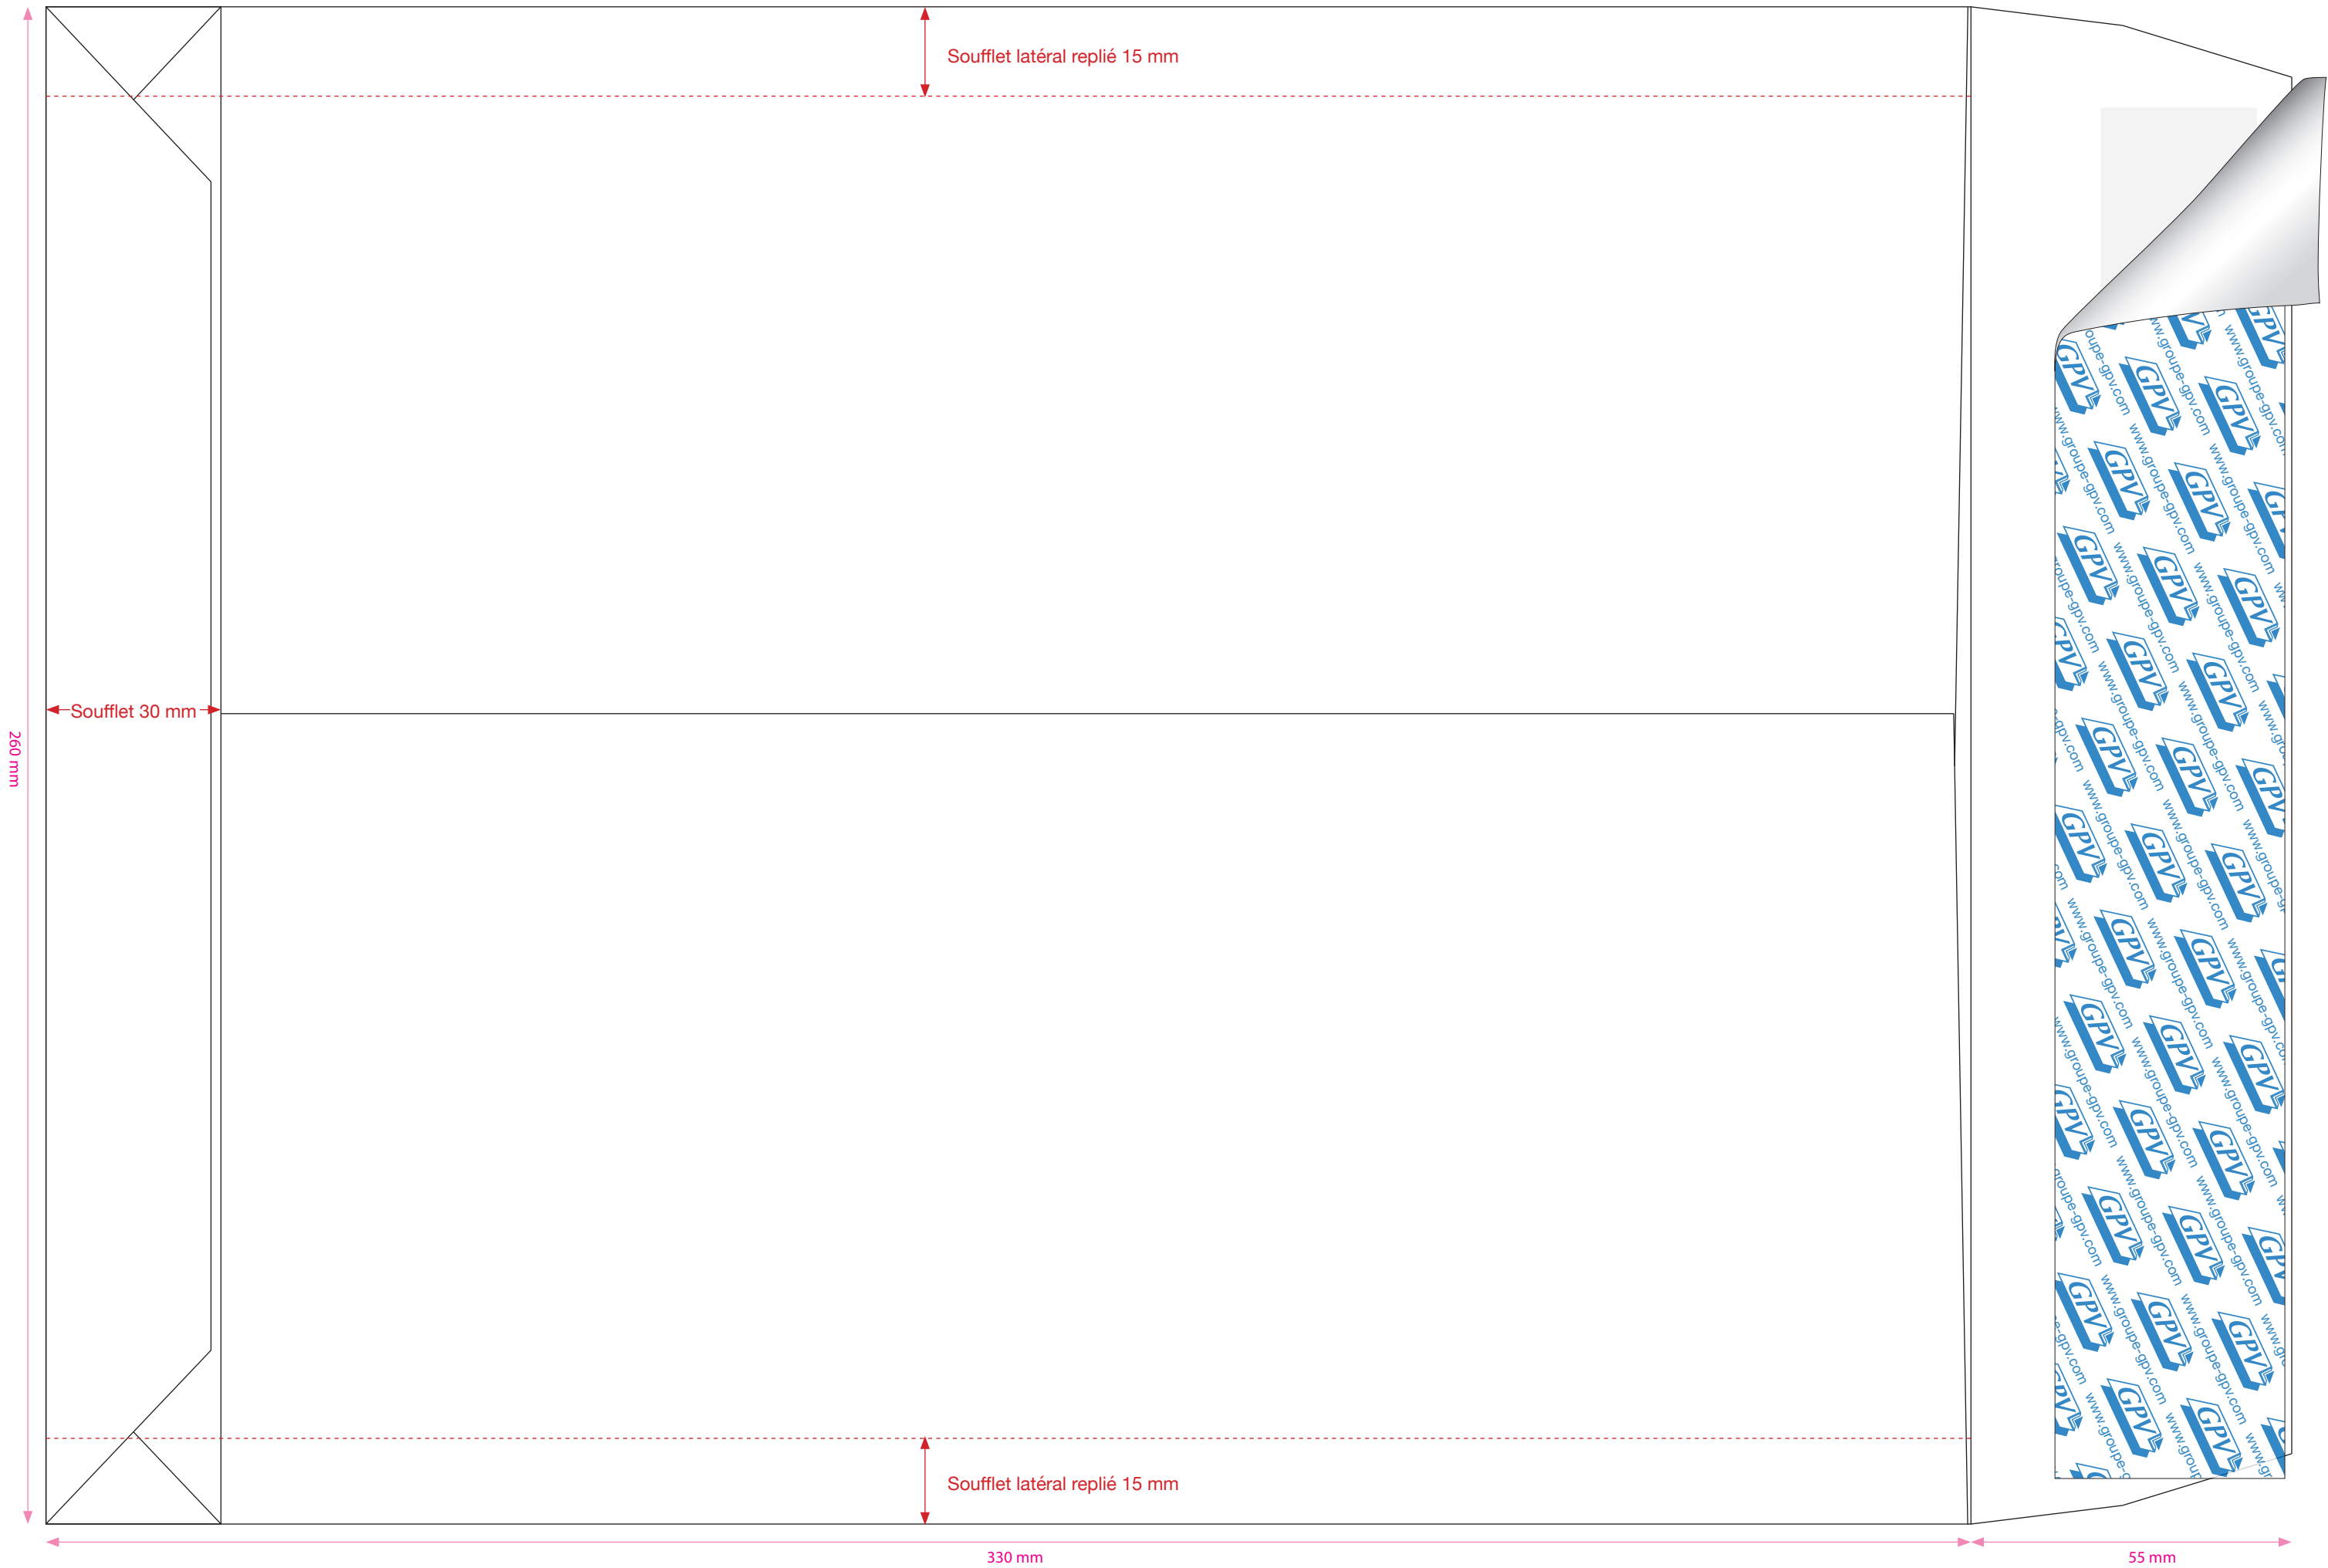 Soufflet latéral replié 15 mm
Soufflet 30 mm
260 mm
Soufflet latéral replié 15 mm
330 mm
55 mm
GPV
www.groupe-gpv.com